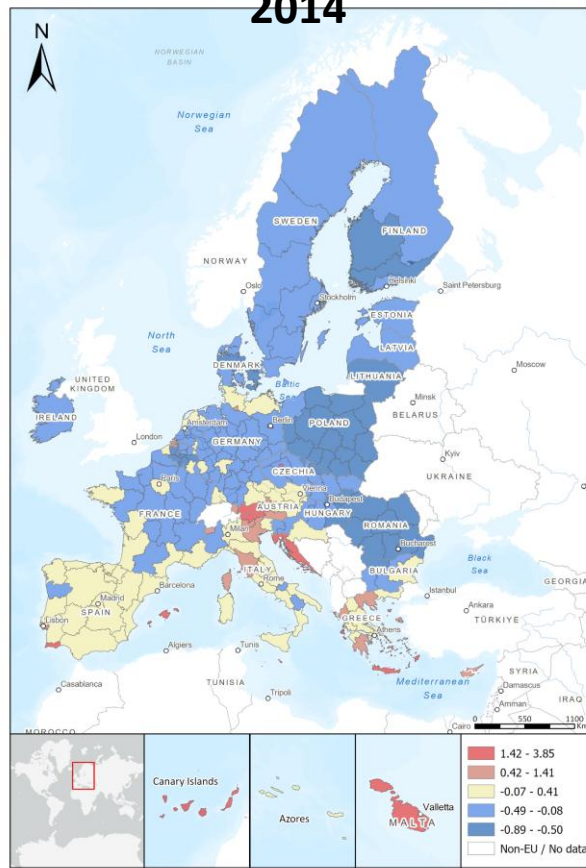 2014
N
NORWEGIAN
BASIN
Norwegian
Sea
SWEDEN
FINLAND
NORWAY
Oslo
Helsinki
Saint Petersburg
Stockholm
ESTONIA
North
Sea
LATVIA
Moscow
DENMARK
LITHUANIA
UNITED
KINGDOM
Baltic
Sea
Minsk
IRELAND
Amsterdam
Berlin
POLAND
BELARUS
London
GERMANY
Kyiv
Paris
CZECHIA
UKRAINE
Vienna
FRANCE
AUSTRIA
Budapest
HUNGARY
Milan
ROMANIA
Bucharest
ITALY
Black
Sea
BULGARIA
Barcelona
Rome
GEORGIA
Madrid
Istanbul
Lisbon
SPAIN
Ankara
GREECE
TÜRKIYE
Athens
Algiers
Tunis
SYRIA
Casablanca
TUNISIA
Mediterranean
Sea
Damascus
IRAQ
Tripoli
Amman
MOROCCO
Cairo
0 550 1100
Km
Canary Islands
Azores
Valletta
MALTA
1.42 - 3.85
0.42 - 1.41
-0.07 - 0.41
-0.49 - -0.08
-0.89 - -0.50
Non-EU / No data